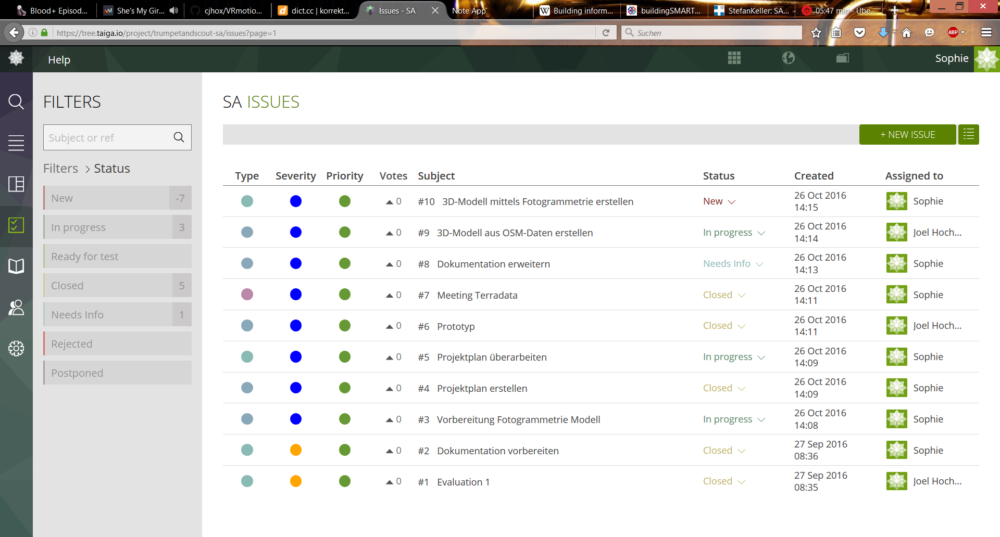 Blood+ Episod...
She's My Gir...
cjhox/VRmotio...
dict.cc | korrekt...
Issues - SA
Note App
Building inform...
buildingSMART...
StefanKeller: SA...
05:47 min - Übe...
https://tree.taiga.io/project/trumpetandscout-sa/issues?page=1
Suchen
ABP
Help
Sophie
FILTERS
Subject or ref
Filters > Status
New -7
In progress 3
Ready for test
Closed 5
Needs Info 1
Rejected
Postponed
SA ISSUES
+ NEW ISSUE
Type Severity Priority Votes Subject Status Created Assigned to
0 #10 3D-Modell mittels Fotogrammetrie erstellen New 26 Oct 2016 Sophie
14:15
0 #9 3D-Modell aus OSM-Daten erstellen In progress 26 Oct 2016 Joel Hoch...
14:14
0 #8 Dokumentation erweitern Needs Info 26 Oct 2016 Sophie
14:13
0 #7 Meeting Terradata Closed 26 Oct 2016 Sophie
14:11
0 #6 Prototyp Closed 26 Oct 2016 Joel Hoch...
14:11
0 #5 Projektplan überarbeiten In progress 26 Oct 2016 Sophie
14:09
0 #4 Projektplan erstellen Closed 26 Oct 2016 Sophie
14:09
0 #3 Vorbereitung Fotogrammetrie Modell In progress 26 Oct 2016 Sophie
14:08
0 #2 Dokumentation vorbereiten Closed 27 Sep 2016 Sophie
08:36
0 #1 Evaluation 1 Closed 27 Sep 2016 Joel Hoch...
08:35